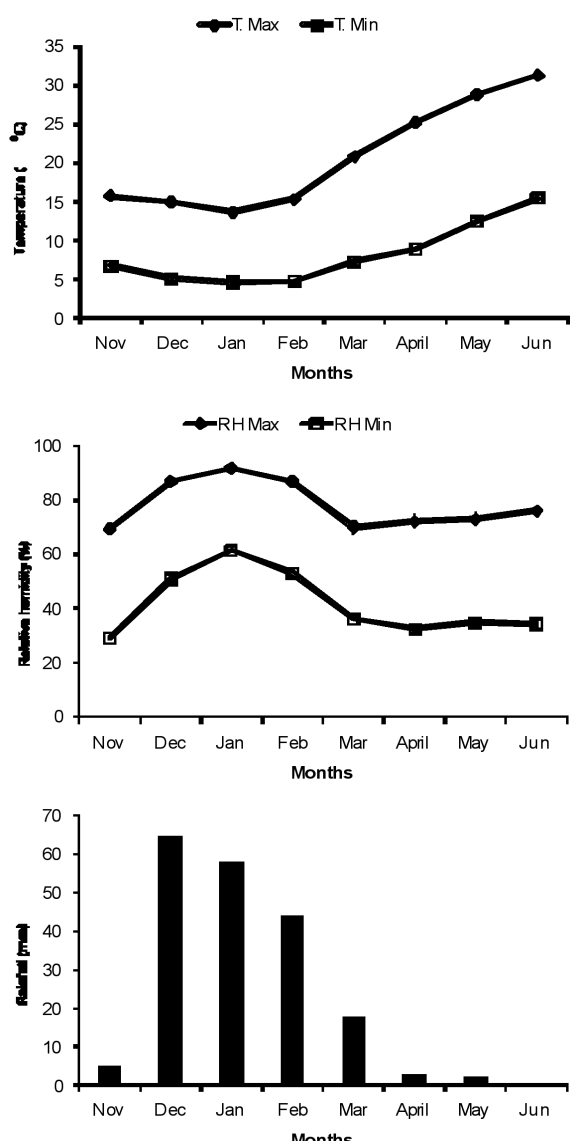 T. Max T. Min
35
30
25
20
15
10
5
0
Temperature ( °C)
Nov Dec Jan Feb Mar April May Jun
Months
RH Max RH Min
100
80
60
40
20
0
Relative humidity (%)
Nov Dec Jan Feb Mar April May Jun
Months
70
60
50
40
30
20
10
0
(mm)
Nov Dec Jan Feb Mar April May Jun
Months